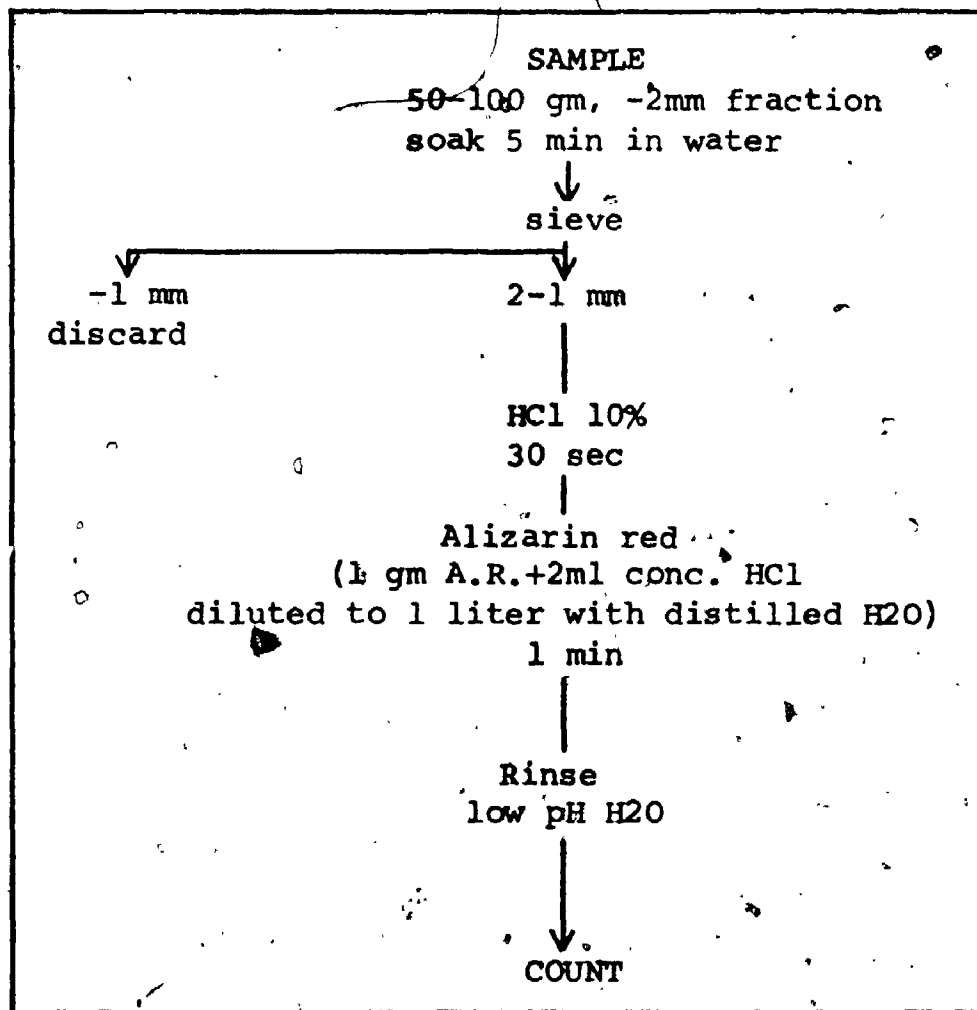 SAMPLE
50-100 gm, -2mm fraction
soak 5 min in water
sieve
-1 mm
2-1 mm
discard
HCl 10%
30 sec
Alizarin red
(1 gm A.R.+2ml conc. HCl
diluted to 1 liter with distilled H2O)
1 min
Rinse
low pH H2O
COUNT